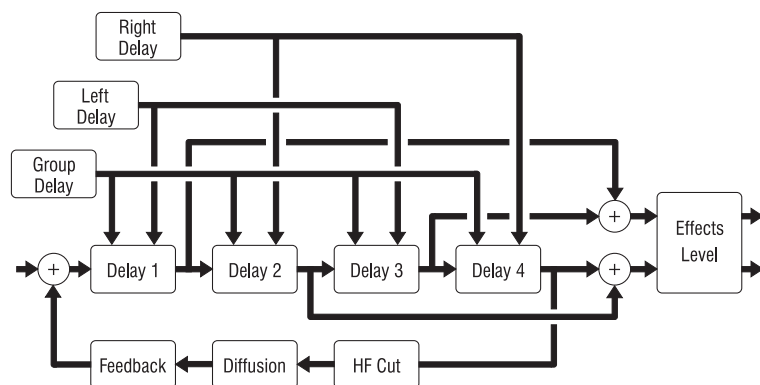 Right
Delay
Left
Delay
Group
Delay
+
Effects
Level
+
Delay 1
Delay 2
Delay 3
Delay 4
+
Feedback
Diffusion
HF Cut